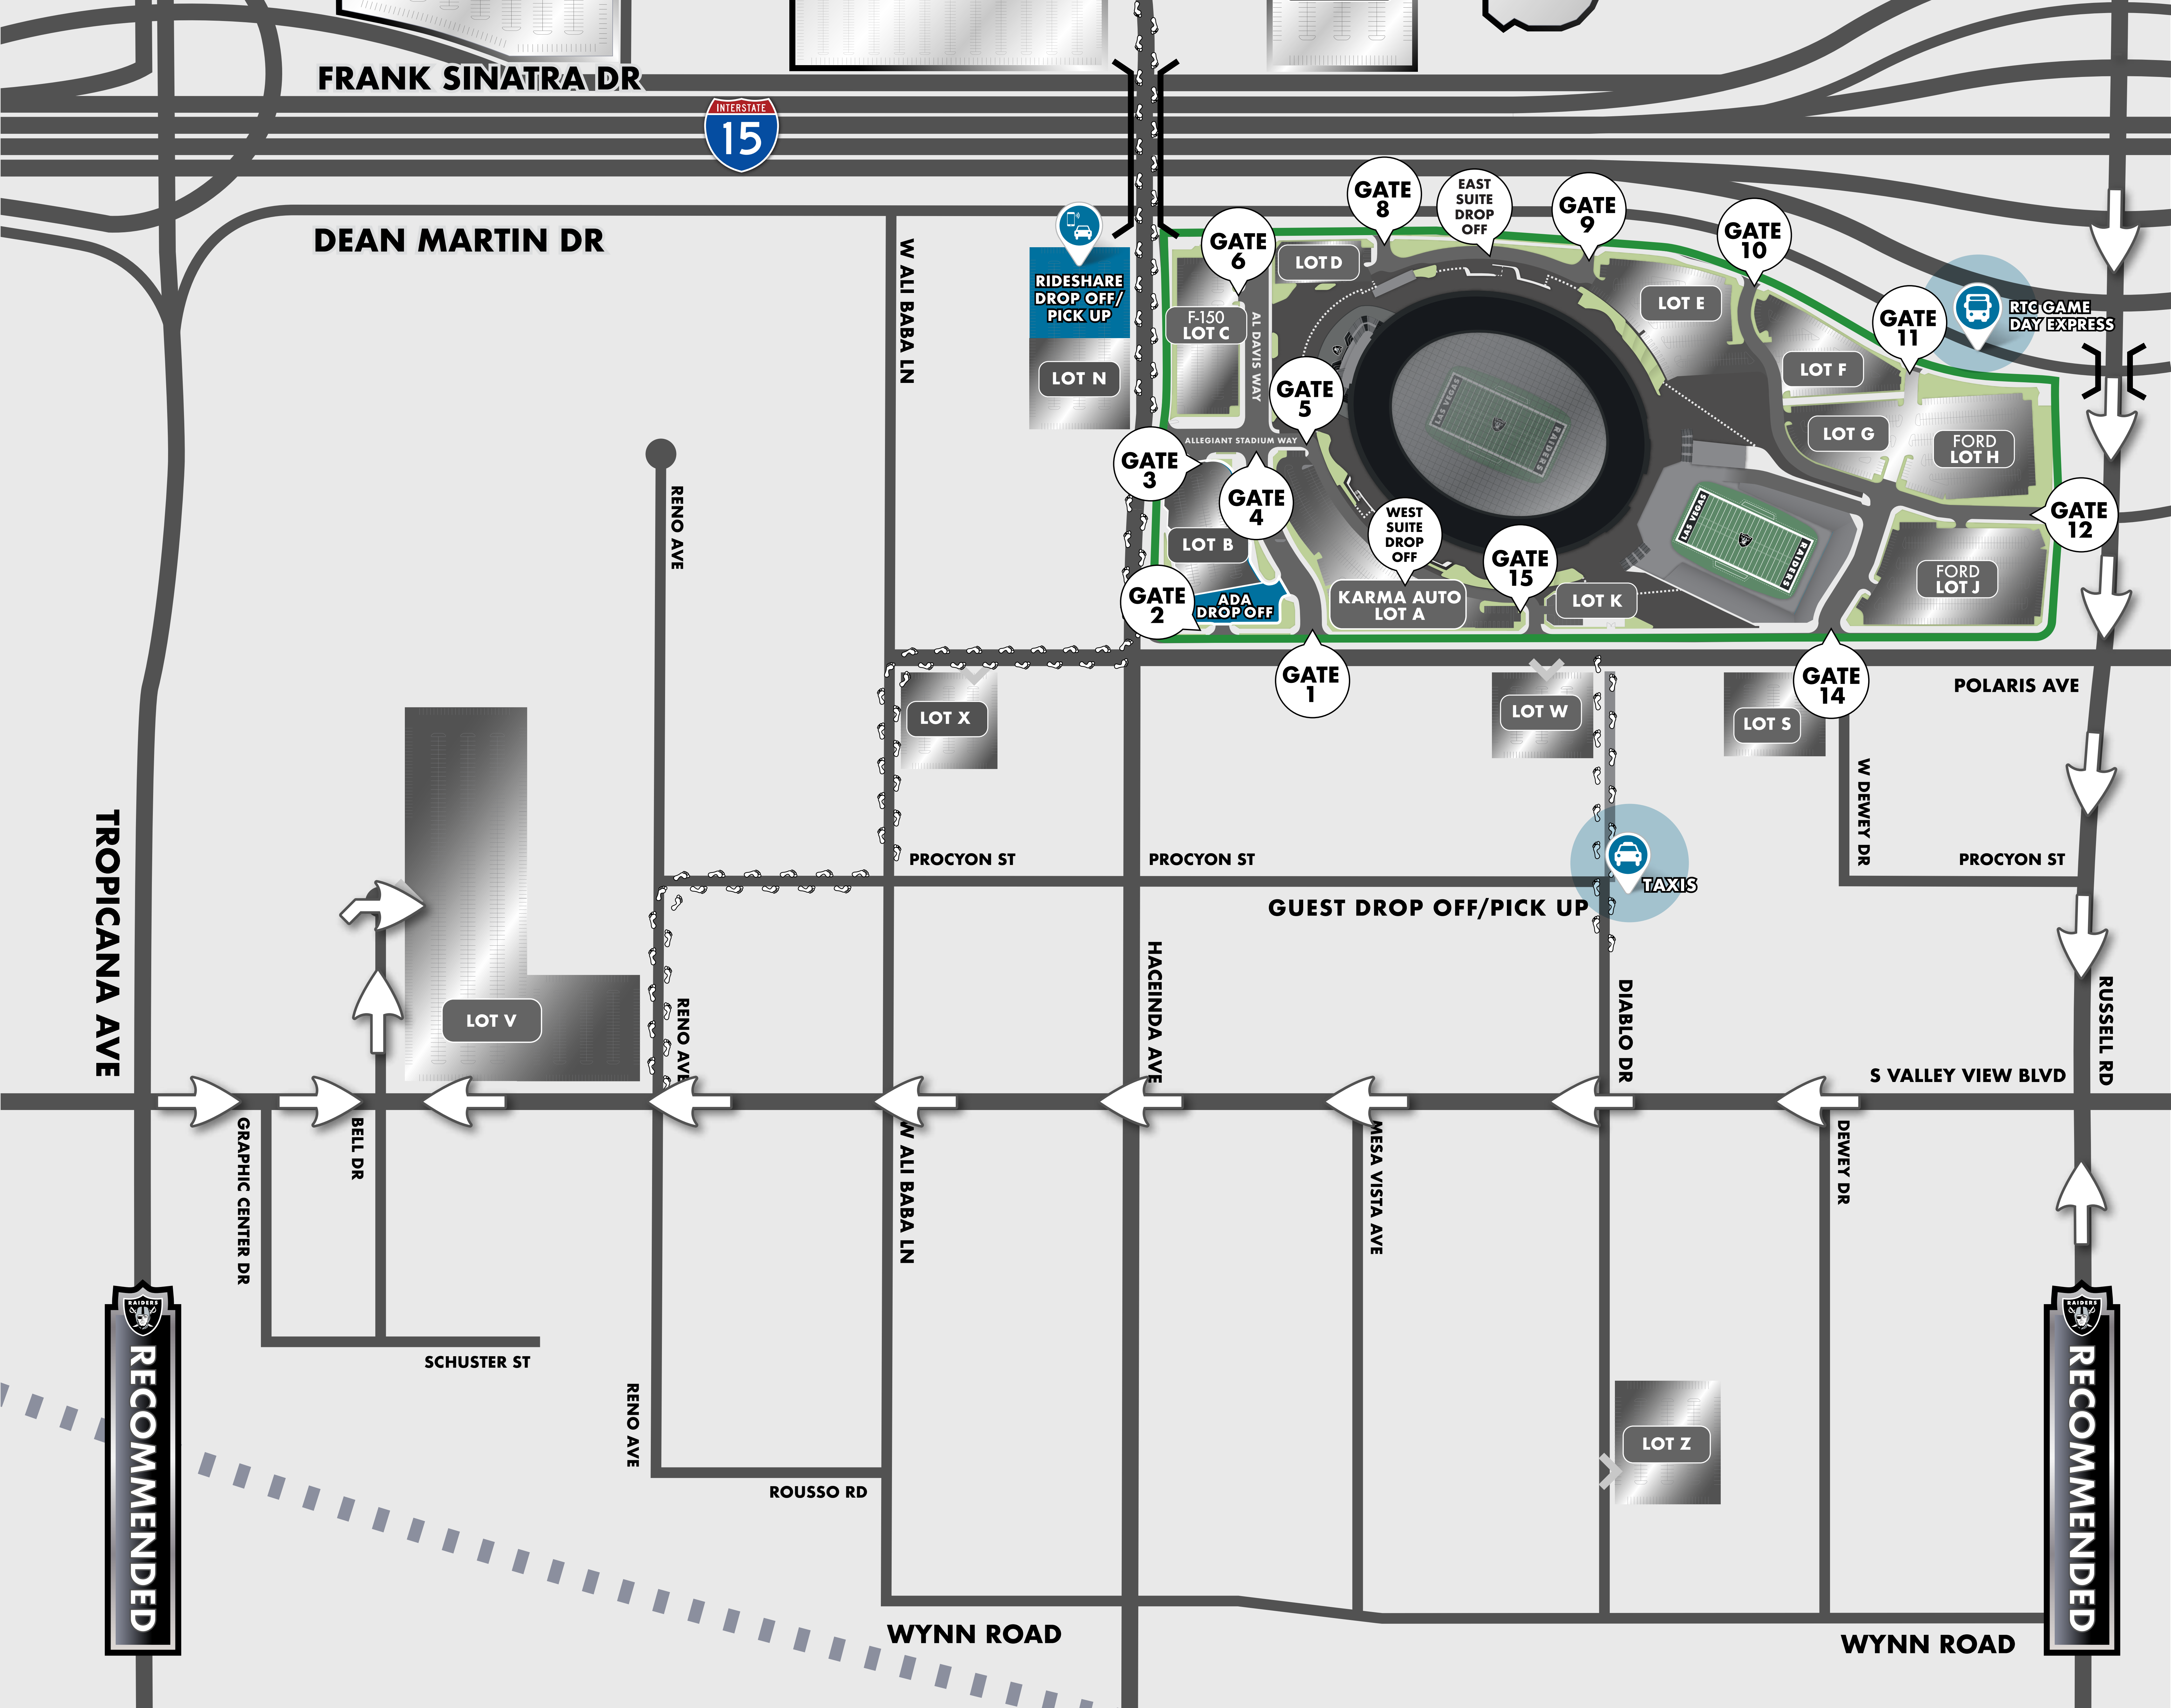 FRANK SINATRA DR
INTERSTATE
15
DEAN MARTIN DR
W ALI BABA LN
RIDESHARE
DROP OFF/
PICK UP
LOT N
GATE
6
LOT D
GATE
8
EAST
SUITE
DROP
OFF
GATE
9
GATE
10
F-150
LOT C
AL DAVIS WAY
LOT E
GATE
11
RTC GAME
DAY EXPRESS
LOT F
GATE
5
LAS VEGAS
RAIDERS
ALLEGIANT STADIUM WAY
LOT G
FORD
LOT H
GATE
3
GATE
4
WEST
SUITE
DROP
OFF
LAS VEGAS
RAIDERS
GATE
12
LOT B
GATE
15
GATE
2
ADA
DROP OFF
KARMA AUTO
LOT A
LOT K
FORD
LOT J
RENO AVE
GATE
1
GATE
14
POLARIS AVE
LOT X
LOT W
LOT S
W DEWEY DR
TROPICANA AVE
PROCYON ST
PROCYON ST
PROCYON ST
TAXIS
GUEST DROP OFF/PICK UP
LOT V
RENO AVE
HACEINDA AVE
DIABLO DR
RUSSELL RD
S VALLEY VIEW BLVD
GRAPHIC CENTER DR
BELL DR
W ALI BABA LN
MESA VISTA AVE
DEWEY DR
RAIDERS
RECOMMENDED
RAIDERS
RECOMMENDED
SCHUSTER ST
RENO AVE
LOT Z
ROUSSO RD
WYNN ROAD
WYNN ROAD